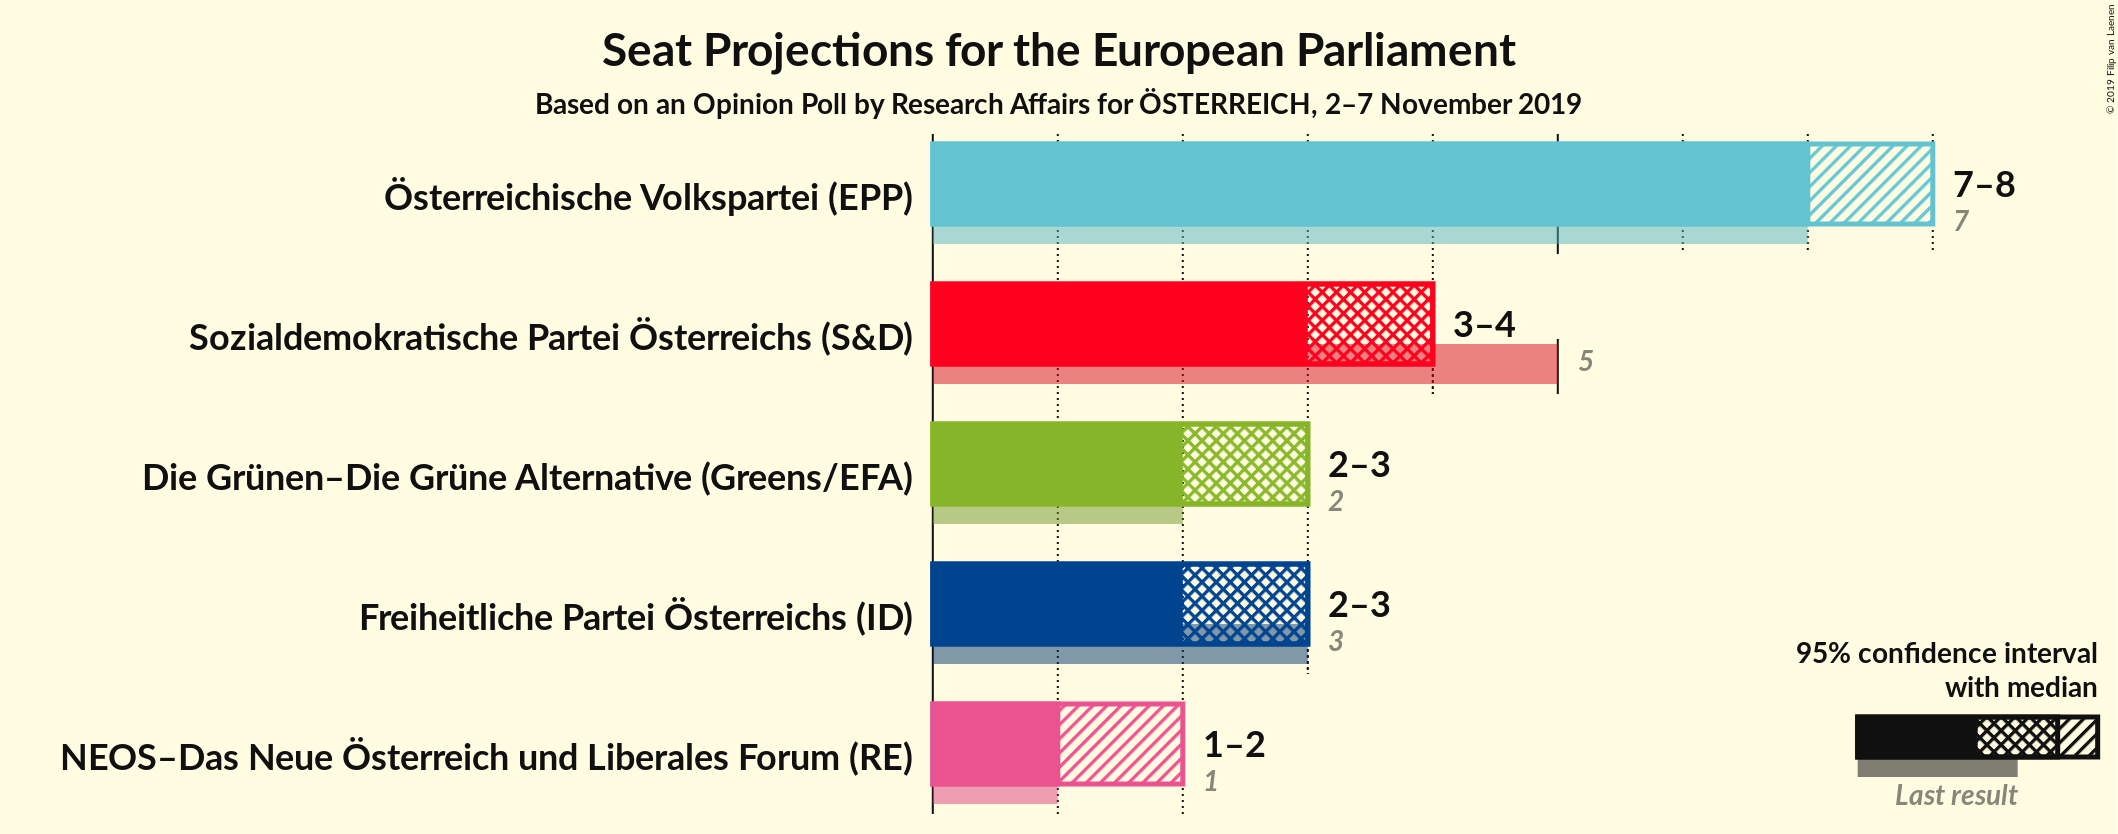 Seat Projections for the European Parliament
Based on an Opinion Poll by Research Affairs for ÖSTERREICH, 2–7 November 2019
© 2019 Filip van Laenen
Österreichische Volkspartei (EPP)
7–8
7
Sozialdemokratische Partei Österreichs (S&D)
3–4
5
Die Grünen–Die Grüne Alternative (Greens/EFA)
2–3
2
Freiheitliche Partei Österreichs (ID)
2–3
3
NEOS–Das Neue Österreich und Liberales Forum (RE)
1–2
1
95% confidence interval
with median
Last result